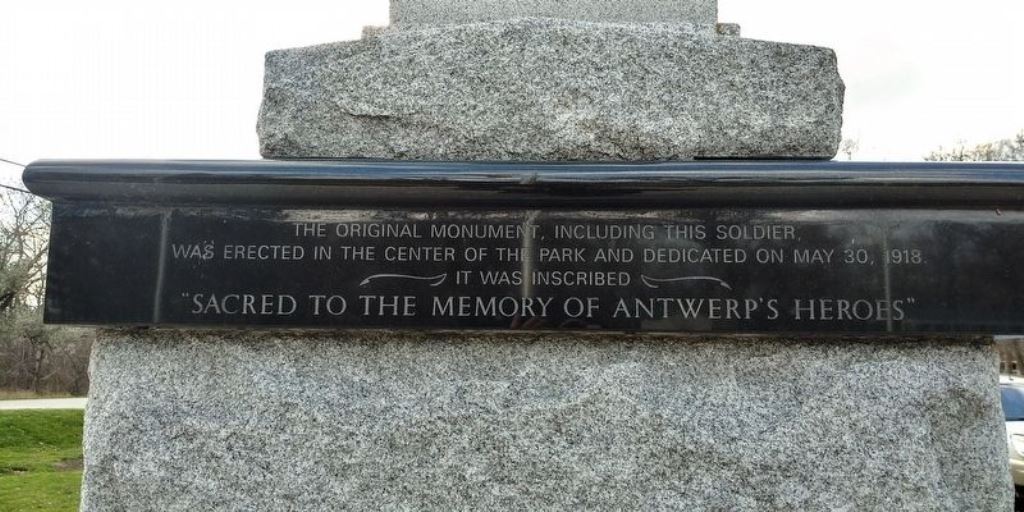 THE ORIGINAL MONUMENT, INCLUDING THIS SOLDIER,
WAS ERECTED IN THE CENTER OF THE PARK AND DEDICATED ON MAY 30, 1918.
IT WAS INSCRIBED
"SACRED TO THE MEMORY OF ANTWERP'S HEROES"